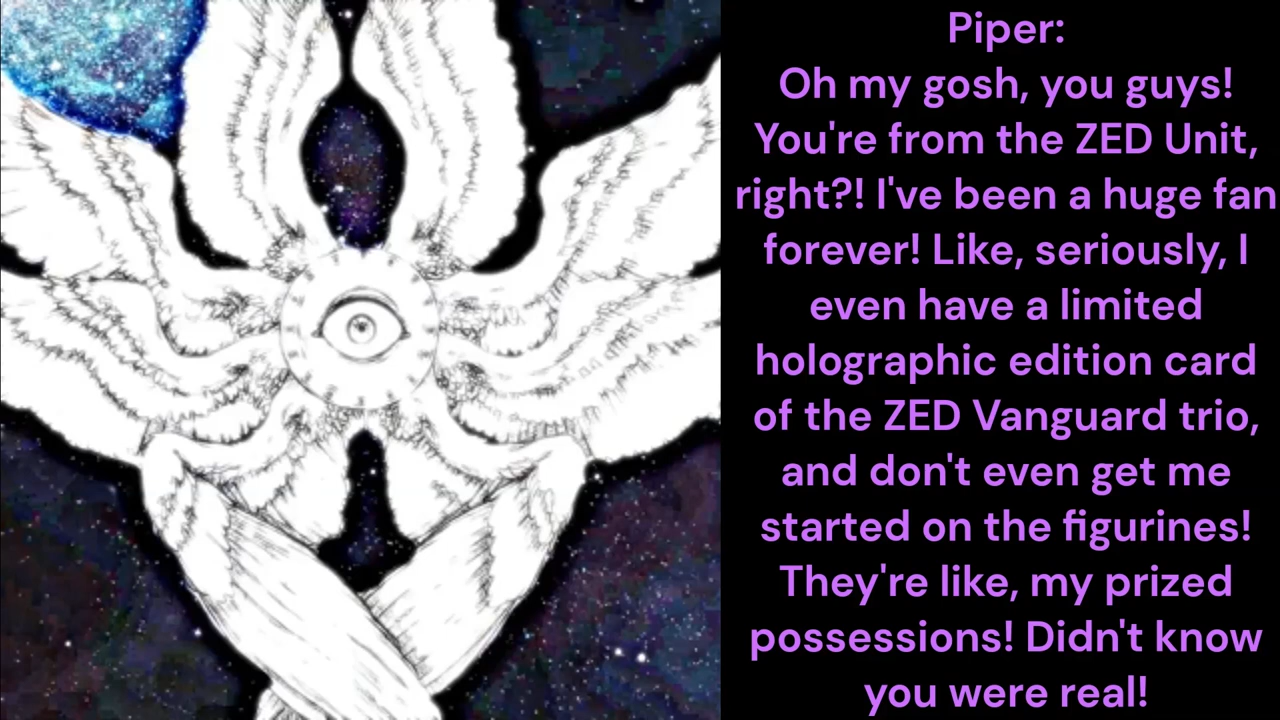 Piper:
Oh my gosh, you guys!
You're from the ZED Unit,
right?! I've been a huge fan
forever! Like, seriously, I
even have a limited
holographic edition card
of the ZED Vanguard trio,
and don't even get me
started on the figurines!
They're like, my prized
possessions! Didn't know
you were real!